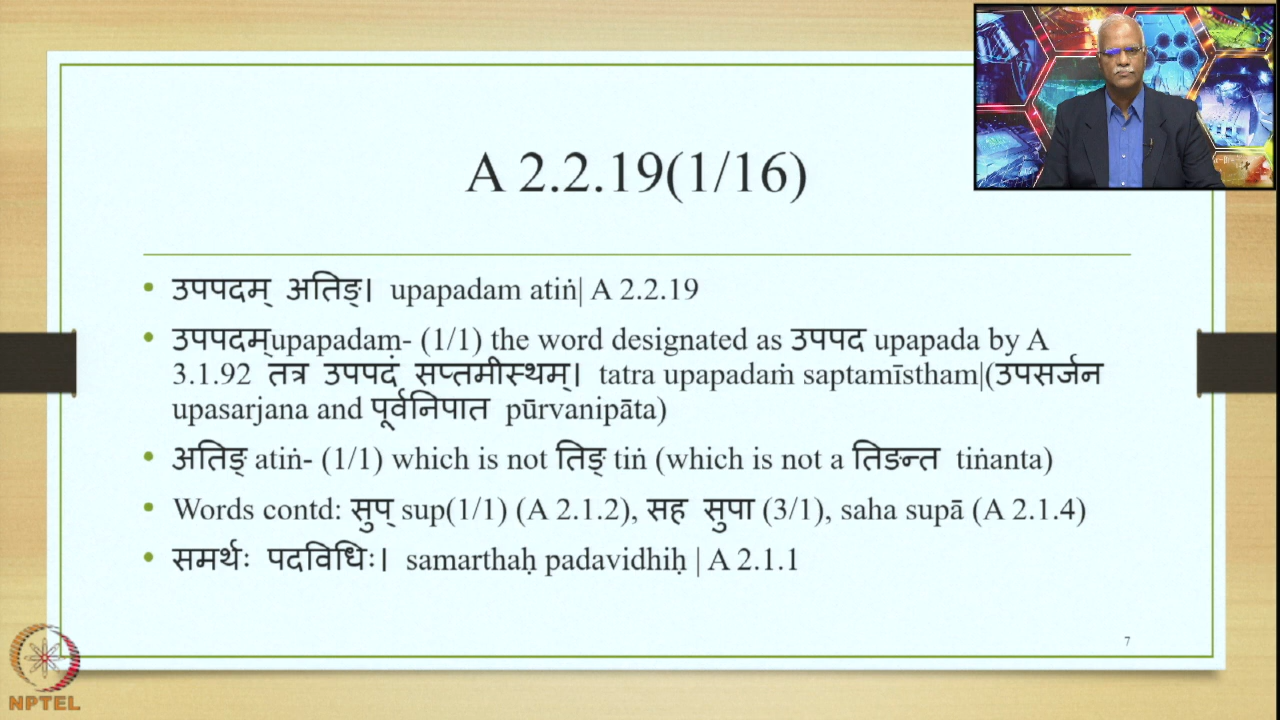 A 2.2.19(1/16)
उपपदम् अतिङ्। upapadam atiṅ| A 2.2.19
उपपदम्upapadaṃ- (1/1) the word designated as उपपद upapada by A
3.1.92 तत्र उपपदं सप्तमीस्थम्। tatra upapadaṁ saptamīstham|(उपसर्जन
upasarjana and पूर्वनिपात pūrvanipāta)
अतिङ् atiṅ- (1/1) which is not तिङ् tiṅ (which is not a तिङन्त tiṅanta)
Words contd: सुप् sup(1/1) (A 2.1.2), सह सुपा (3/1), saha supā (A 2.1.4)
समर्थः पदविधिः। samarthaḥ padavidhiḥ | A 2.1.1
7
NPTEL